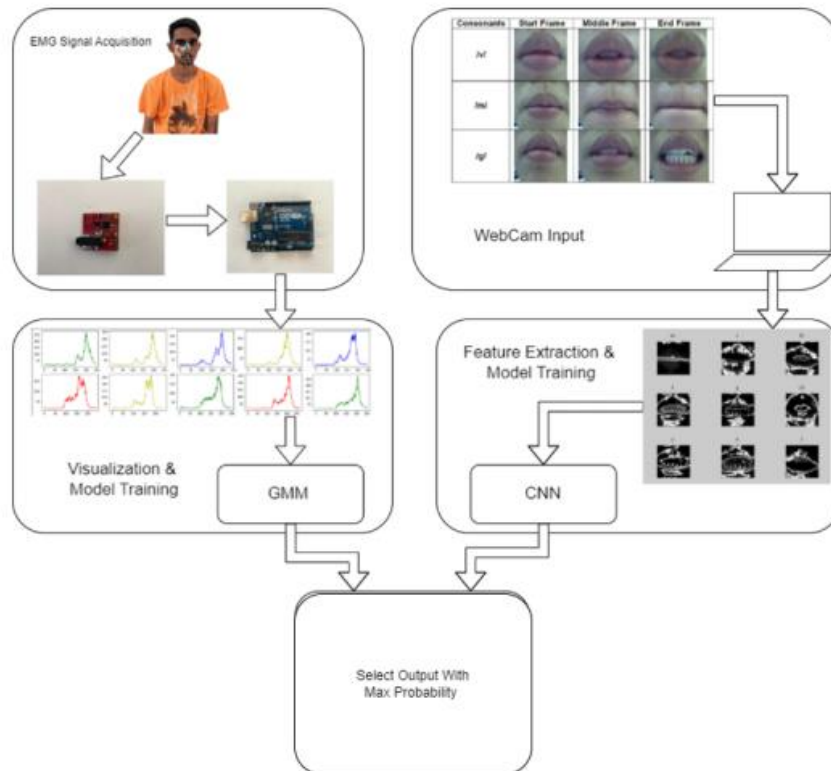 EMG Signal Acquisition
Consonants Start Frame Middle Frame End Frame
/v/
/m/
/g/
WebCam Input
Visualization &
Model Training
GMM
Feature Extraction &
Model Training
CNN
Select Output With
Max Probability